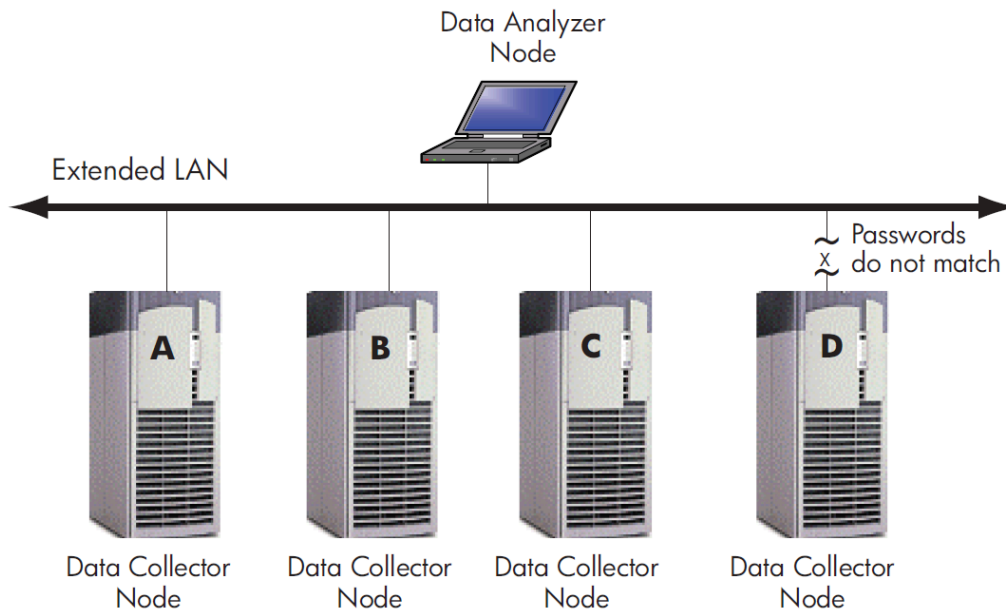 Data Analyzer
Node
Extended LAN
Passwords
x do not match
A
B
C
D
Data Collector
Node
Data Collector
Node
Data Collector
Node
Data Collector
Node